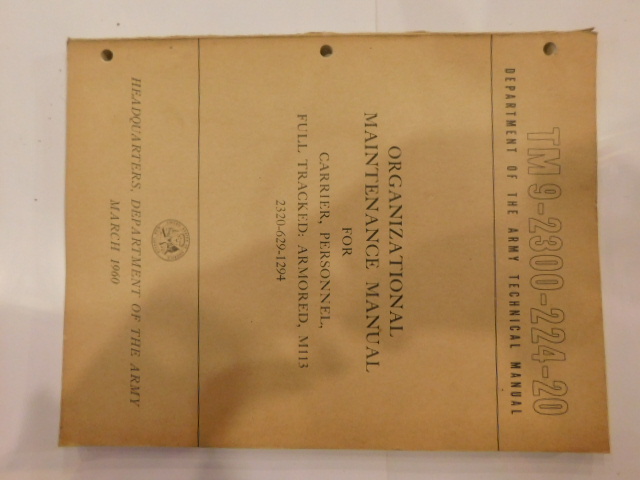 TM 9-2300-224-20
DEPARTMENT OF THE ARMY TECHNICAL MANUAL
ORGANIZATIONAL
MAINTENANCE MANUAL
FOR
CARRIER, PERSONNEL,
FULL TRACKED: ARMORED, M113
2320-629-1294
HEADQUARTERS, DEPARTMENT OF THE ARMY
MARCH 1960